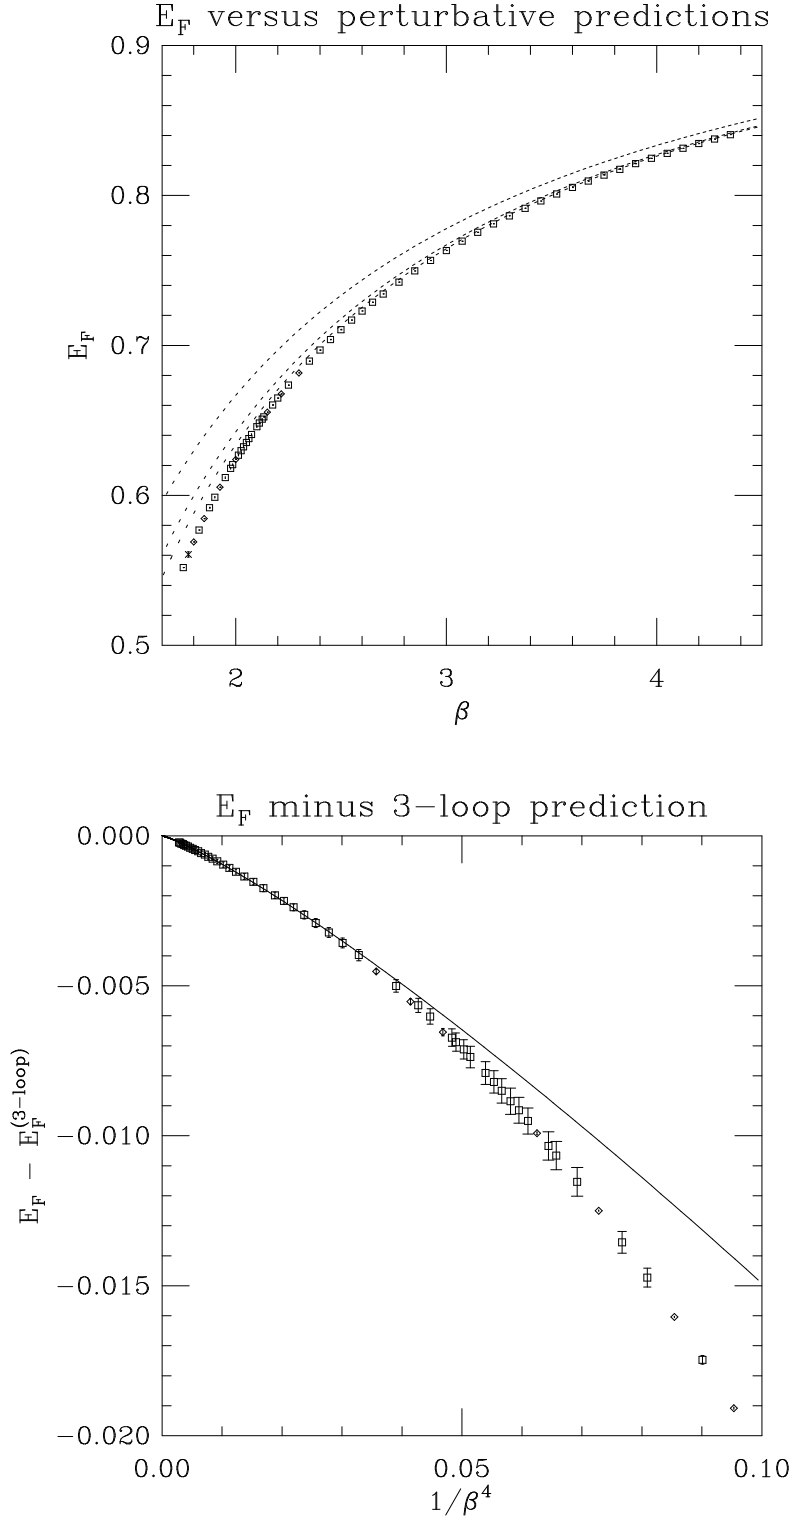 E_F versus perturbative predictions
0.9
0.8
0.7
0.6
0.5
E_F
2 3 4
β
E_F minus 3−loop prediction
0.000
−0.005
−0.010
−0.015
−0.020
E_F − E_F^(3−loop)
0.00 0.05 0.10
1/β^4